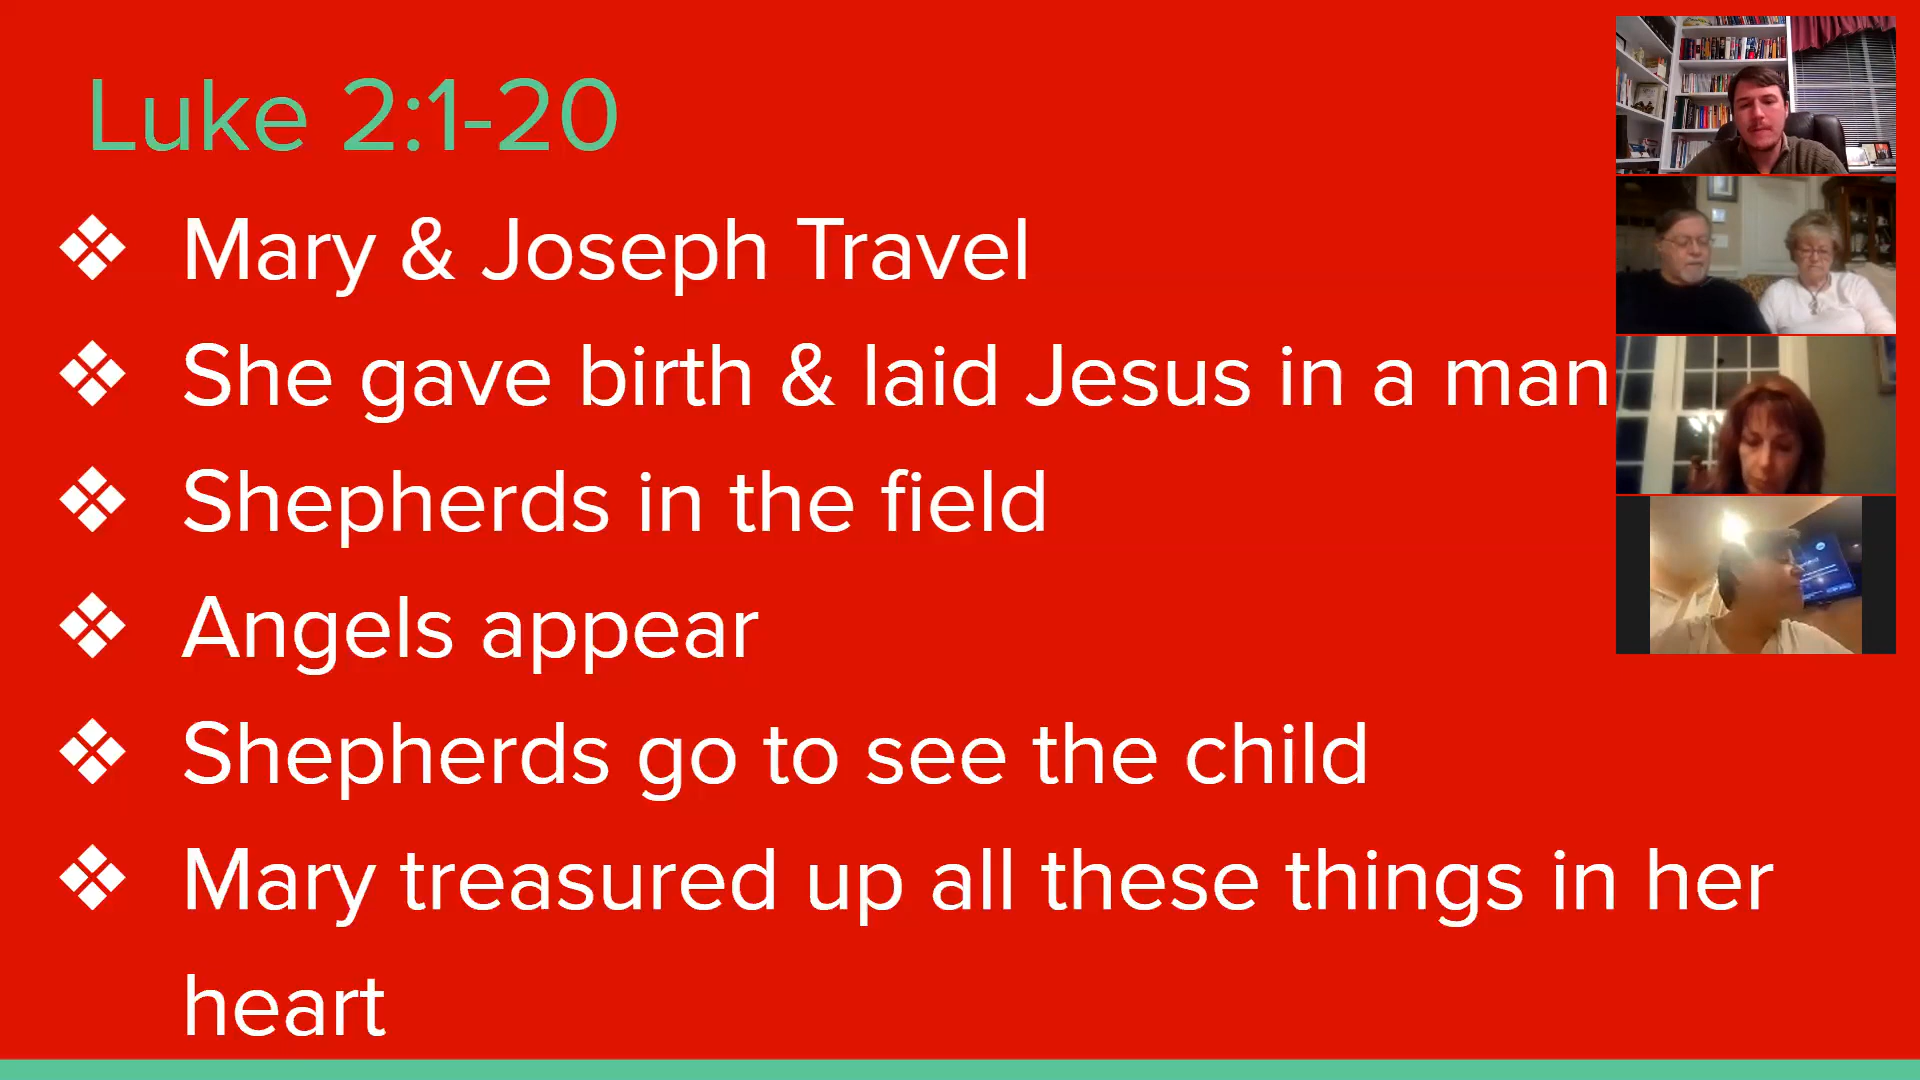 Luke 2:1-20
❖ Mary & Joseph Travel
❖ She gave birth & laid Jesus in a man
❖ Shepherds in the field
❖ Angels appear
❖ Shepherds go to see the child
❖ Mary treasured up all these things in her
heart